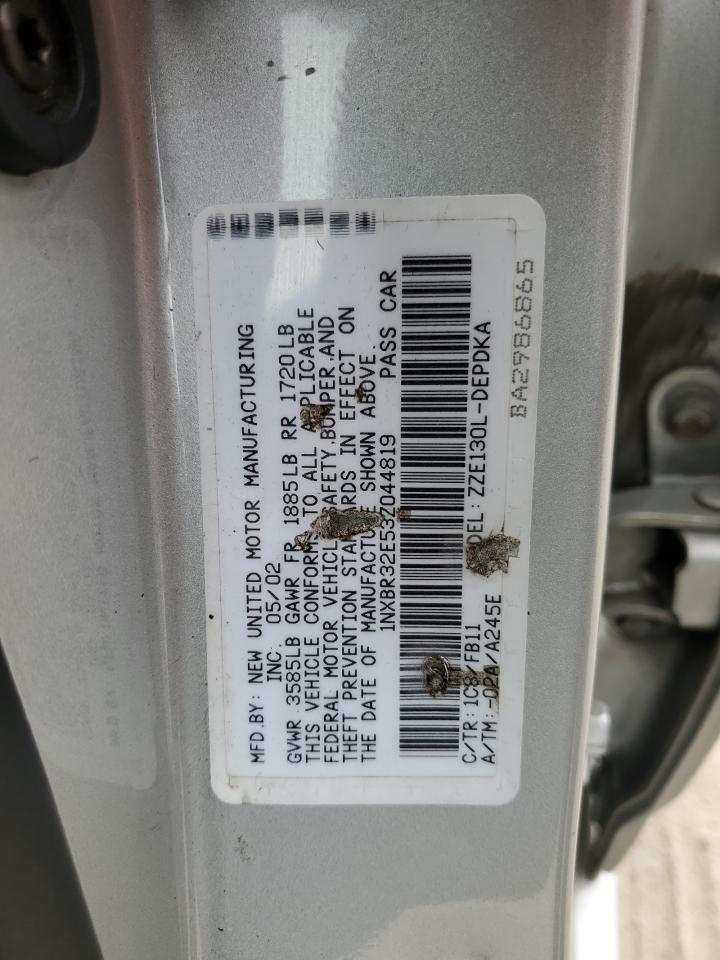 MFD.BY: NEW UNITED MOTOR MANUFACTURING
INC. 05/02
GVWR 3585LB GAWR FR 1885LB RR 1720LB
THIS VEHICLE CONFORMS TO ALL APPLICABLE
FEDERAL MOTOR VEHICLE SAFETY, BUMPER, AND
THEFT PREVENTION STANDARDS IN EFFECT ON
THE DATE OF MANUFACTURE SHOWN ABOVE.
1NXBR32E53Z044819 PASS CAR
C/TR: 1C8/FB11 MODEL: ZZE130L-DEPDKA
A/TM: -02A/A245E
BA2986865